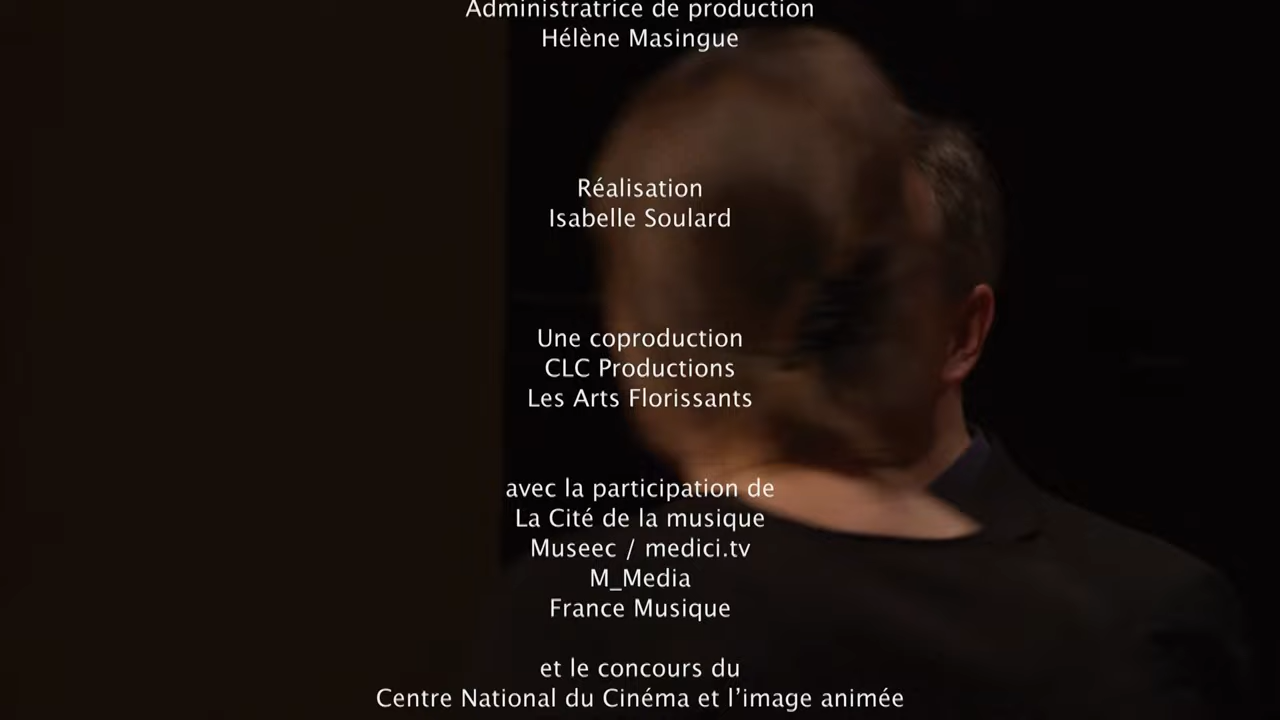 Administratrice de production
Hélène Masingue
Réalisation
Isabelle Soulard
Une coproduction
CLC Productions
Les Arts Florissants
avec la participation de
La Cité de la musique
Museec / medici.tv
M_Media
France Musique
et le concours du
Centre National du Cinéma et l’image animée